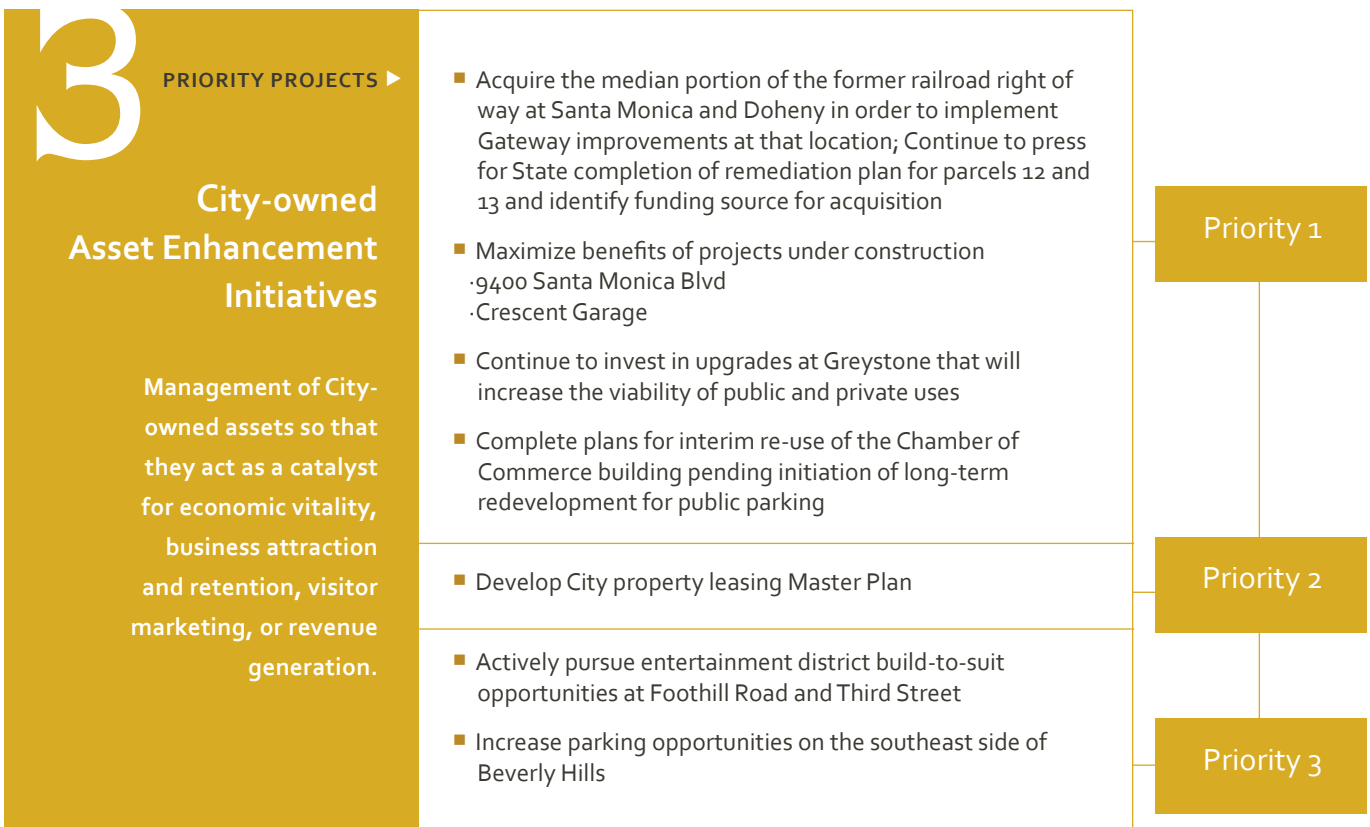 3
PRIORITY PROJECTS ▶
City-owned
Asset Enhancement
Initiatives
Management of City-
owned assets so that
they act as a catalyst
for economic vitality,
business attraction
and retention, visitor
marketing, or revenue
generation.
■ Acquire the median portion of the former railroad right of
way at Santa Monica and Doheny in order to implement
Gateway improvements at that location; Continue to press
for State completion of remediation plan for parcels 12 and
13 and identify funding source for acquisition
■ Maximize benefits of projects under construction
·9400 Santa Monica Blvd
·Crescent Garage
■ Continue to invest in upgrades at Greystone that will
increase the viability of public and private uses
■ Complete plans for interim re-use of the Chamber of
Commerce building pending initiation of long-term
redevelopment for public parking
Priority 1
■ Develop City property leasing Master Plan
Priority 2
■ Actively pursue entertainment district build-to-suit
opportunities at Foothill Road and Third Street
■ Increase parking opportunities on the southeast side of
Beverly Hills
Priority 3